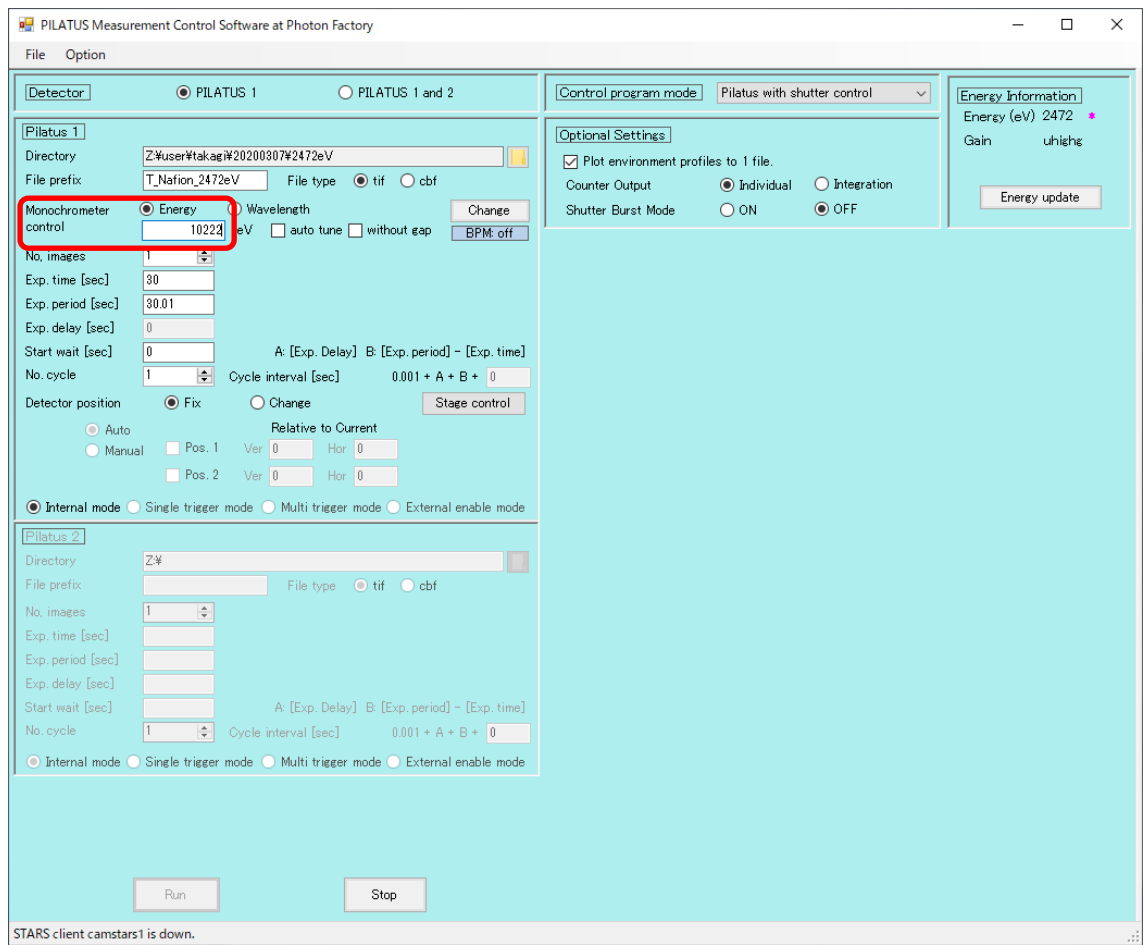 PILATUS Measurement Control Software at Photon Factory
File Option
Detector PILATUS 1 PILATUS 1 and 2
Control program mode Pilatus with shutter control
Energy Information
Energy (eV) 2472 *
Gain uhighg
Energy update
Optional Settings
Plot environment profiles to 1 file.
Counter Output Individual Integration
Shutter Burst Mode ON OFF
Pilatus 1
Directory Z:¥user¥takagi¥20200307¥2472eV
File prefix T_Nafion_2472eV File type tif cbf
Monochrometer Energy Wavelength Change
control 10222 eV auto tune without gap BPM: off
No, images 1
Exp. time [sec] 30
Exp. period [sec] 30.01
Exp. delay [sec] 0
Start wait [sec] 0 A: [Exp. Delay] B: [Exp. period] - [Exp. time]
No. cycle 1 Cycle interval [sec] 0.001 + A + B + 0
Detector position Fix Change Stage control
Auto Relative to Current
Manual Pos. 1 Ver 0 Hor 0
Pos. 2 Ver 0 Hor 0
Internal mode Single trigger mode Multi trigger mode External enable mode
Pilatus 2
Directory Z:¥
File prefix File type tif cbf
No, images 1
Exp. time [sec]
Exp. period [sec]
Exp. delay [sec]
Start wait [sec] A: [Exp. Delay] B: [Exp. period] - [Exp. time]
No. cycle 1 Cycle interval [sec] 0.001 + A + B + 0
Internal mode Single trigger mode Multi trigger mode External enable mode
Run Stop
STARS client camstars1 is down.